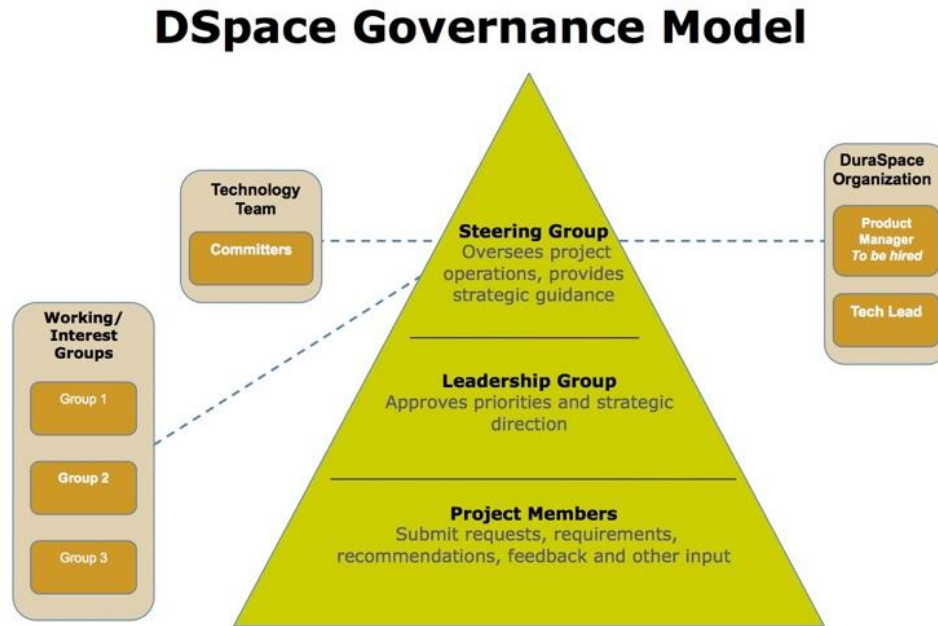 DSpace Governance Model
Technology
Team
Committers
Working/
Interest
Groups
Group 1
Group 2
Group 3
Steering Group
Oversees project
operations, provides
strategic guidance
Leadership Group
Approves priorities and strategic
direction
Project Members
Submit requests, requirements,
recommendations, feedback and other input
DuraSpace
Organization
Product
Manager
To be hired
Tech Lead